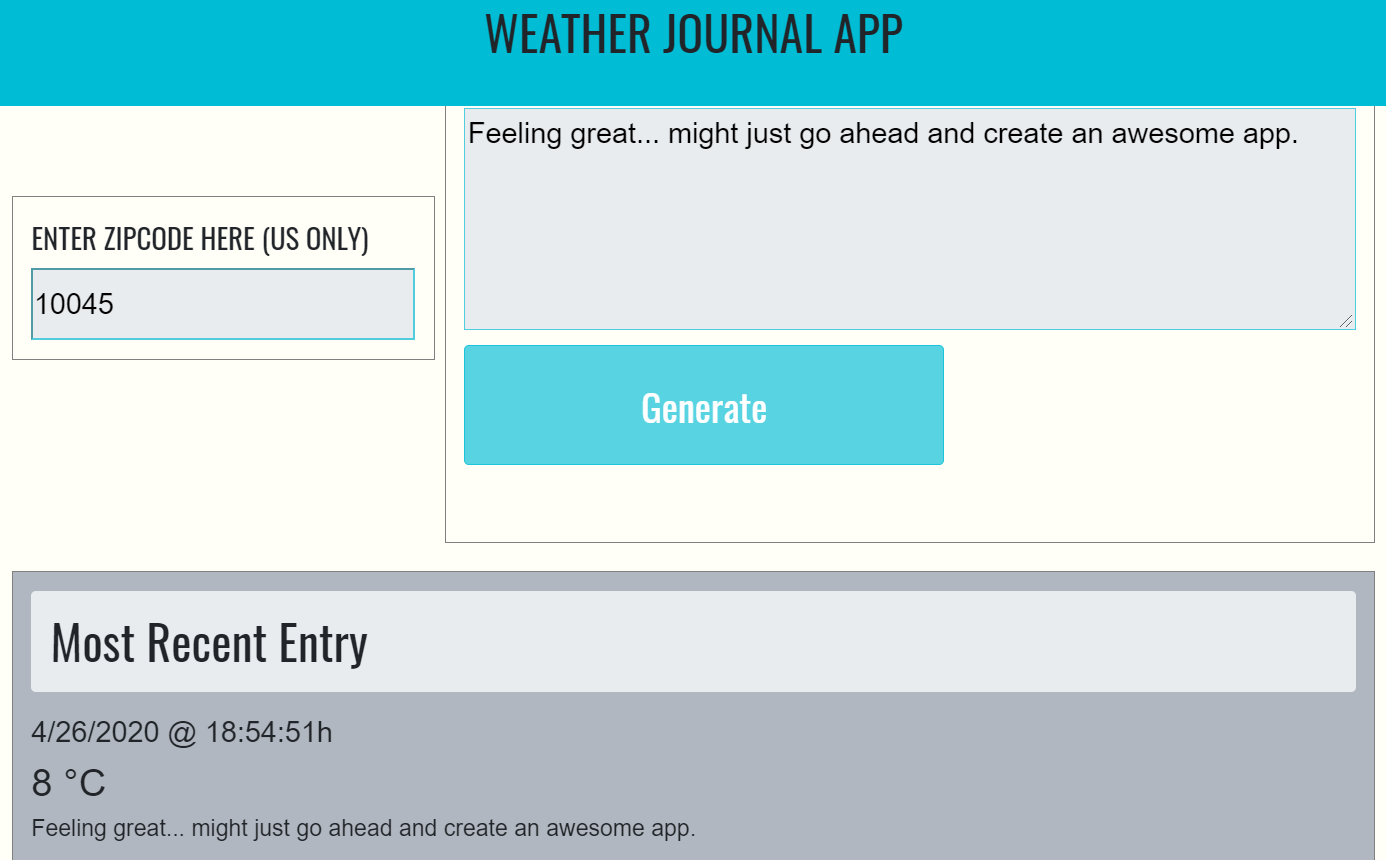 WEATHER JOURNAL APP
Feeling great... might just go ahead and create an awesome app.
ENTER ZIPCODE HERE (US ONLY)
10045
Generate
Most Recent Entry
4/26/2020 @ 18:54:51h
8 °C
Feeling great... might just go ahead and create an awesome app.